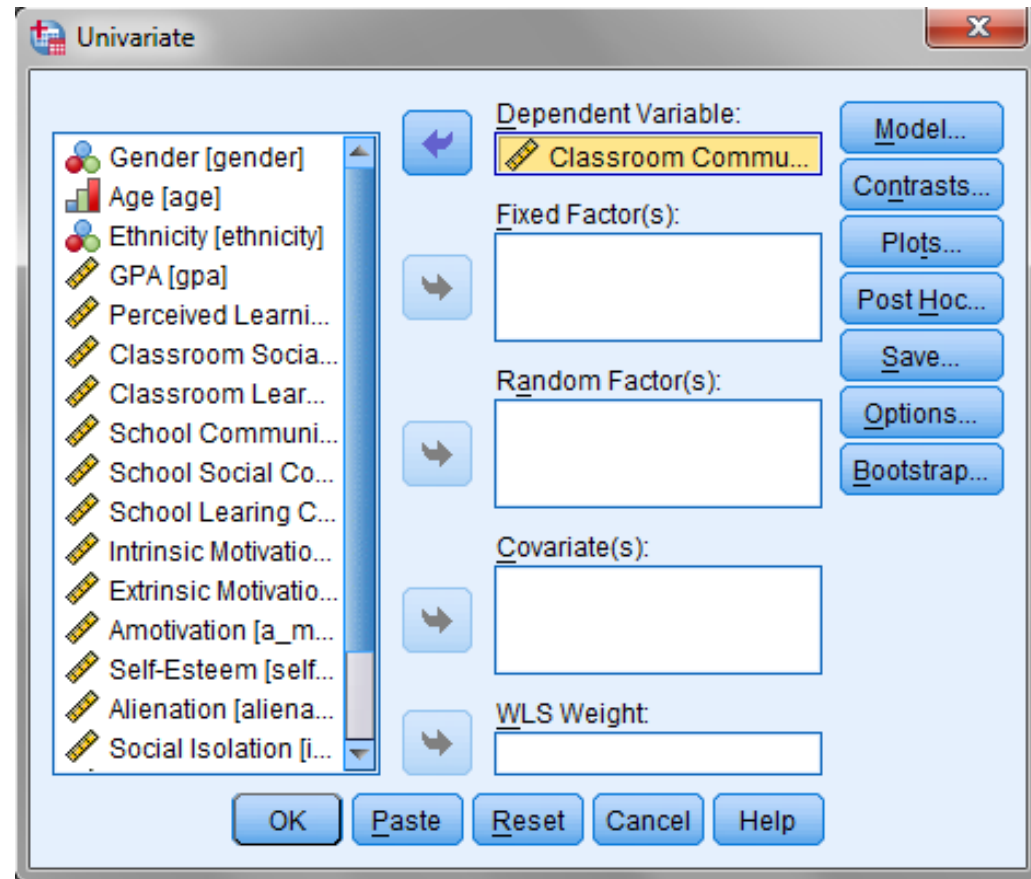 Univariate
Gender [gender]
Age [age]
Ethnicity [ethnicity]
GPA [gpa]
Perceived Learni...
Classroom Socia...
Classroom Lear...
School Communi...
School Social Co...
School Learing C...
Intrinsic Motivatio...
Extrinsic Motivatio...
Amotivation [a_m...
Self-Esteem [self...
Alienation [aliena...
Social Isolation [i...
Dependent Variable:
Classroom Commu...
Fixed Factor(s):
Random Factor(s):
Covariate(s):
WLS Weight:
Model...
Contrasts...
Plots...
Post Hoc...
Save...
Options...
Bootstrap...
OK
Paste
Reset
Cancel
Help